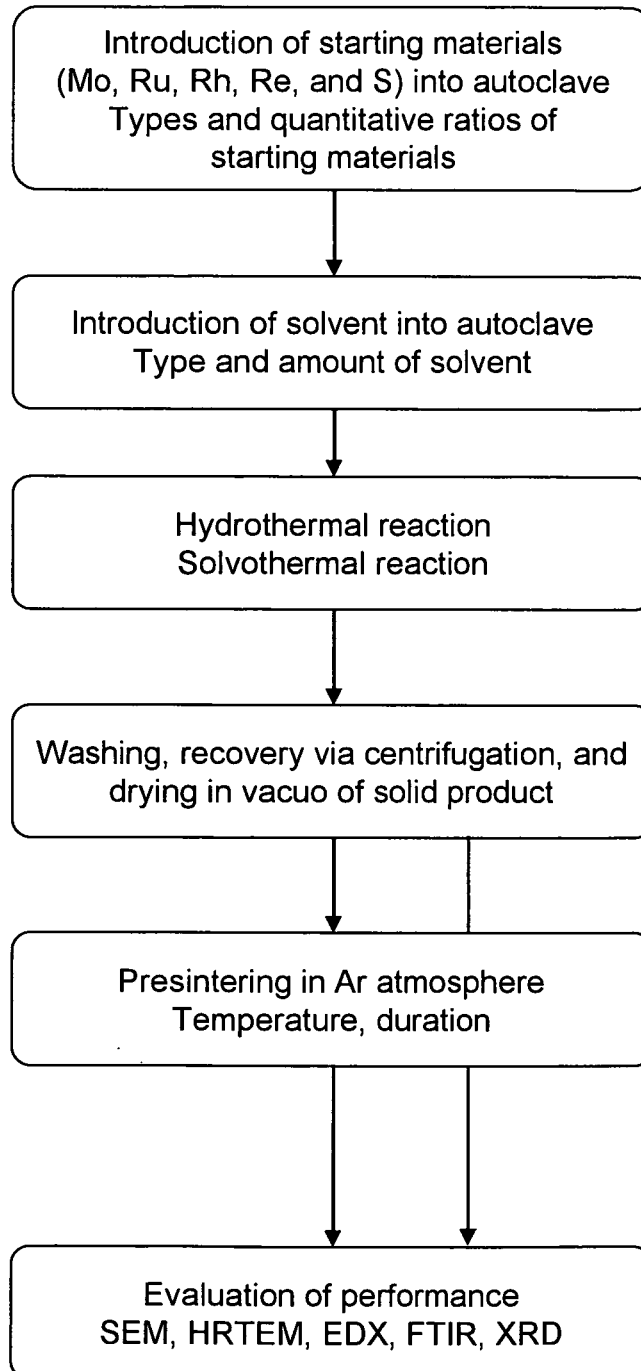 Introduction of starting materials
(Mo, Ru, Rh, Re, and S) into autoclave
Types and quantitative ratios of
starting materials
Introduction of solvent into autoclave
Type and amount of solvent
Hydrothermal reaction
Solvothermal reaction
Washing, recovery via centrifugation, and
drying in vacuo of solid product
Presintering in Ar atmosphere
Temperature, duration
Evaluation of performance
SEM, HRTEM, EDX, FTIR, XRD